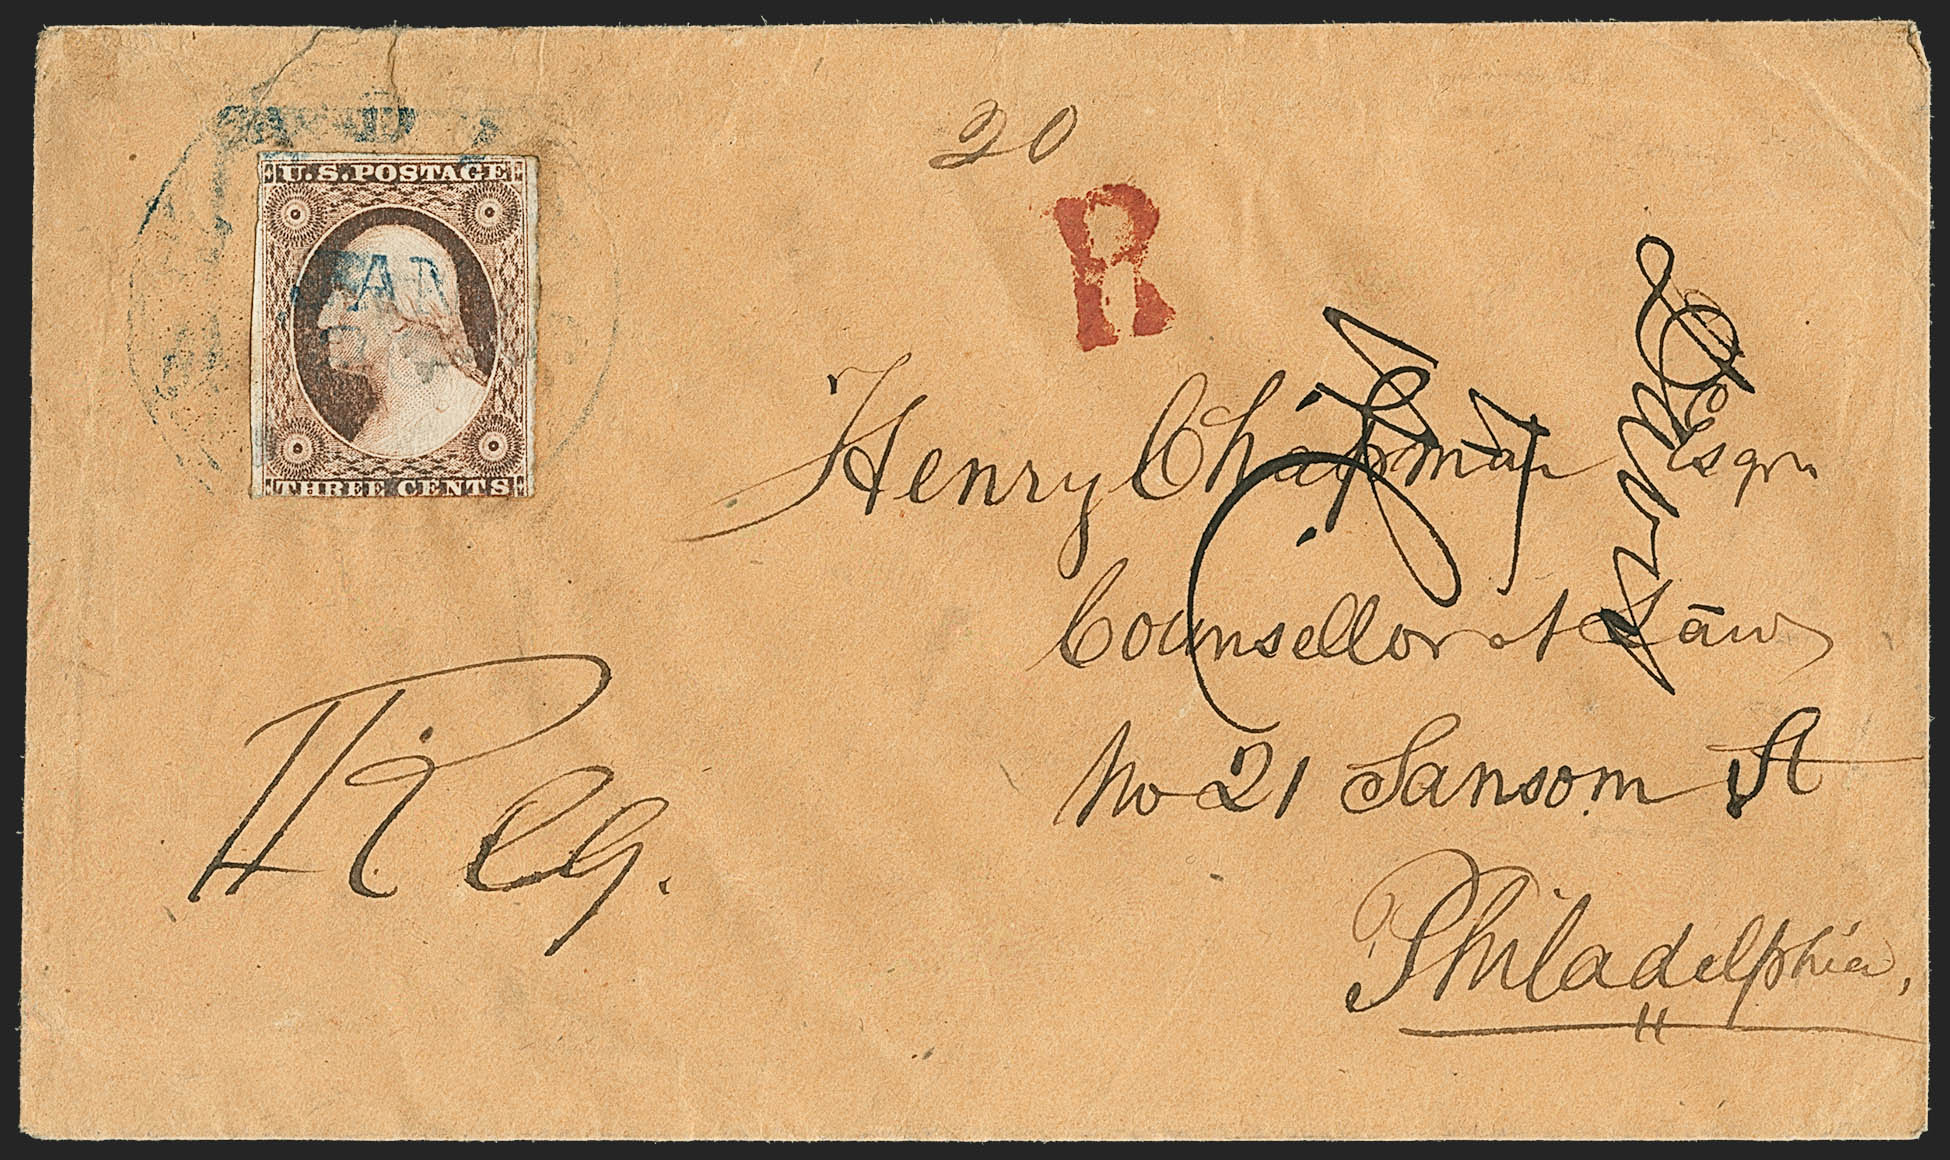 20
U.S.POSTAGE
R
THREE CENTS
Henry Chapman Esqr
Counsellor at Law
No 21 Sansom St
Philadelphia,
Reg.